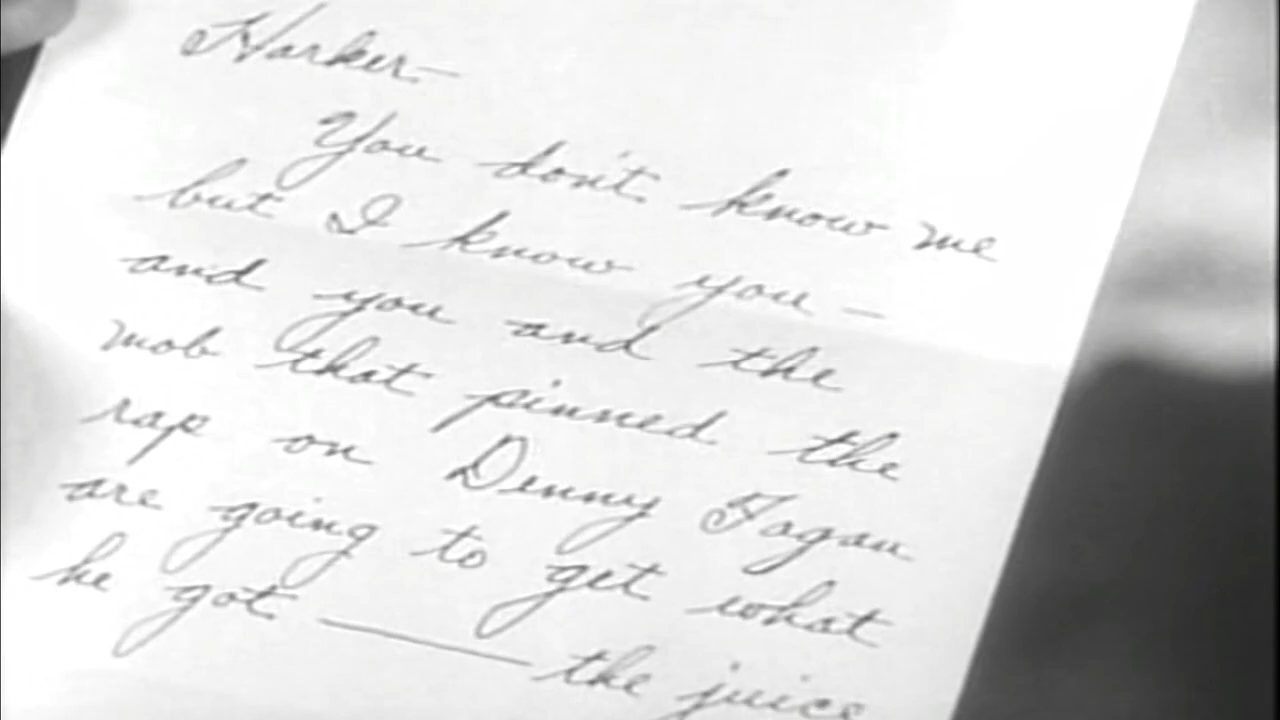 Harker—
You don't know me
but I know you —
and you and the
mob that pinned the
rap on Denny Fagan
are going to get what
he got —— the juice